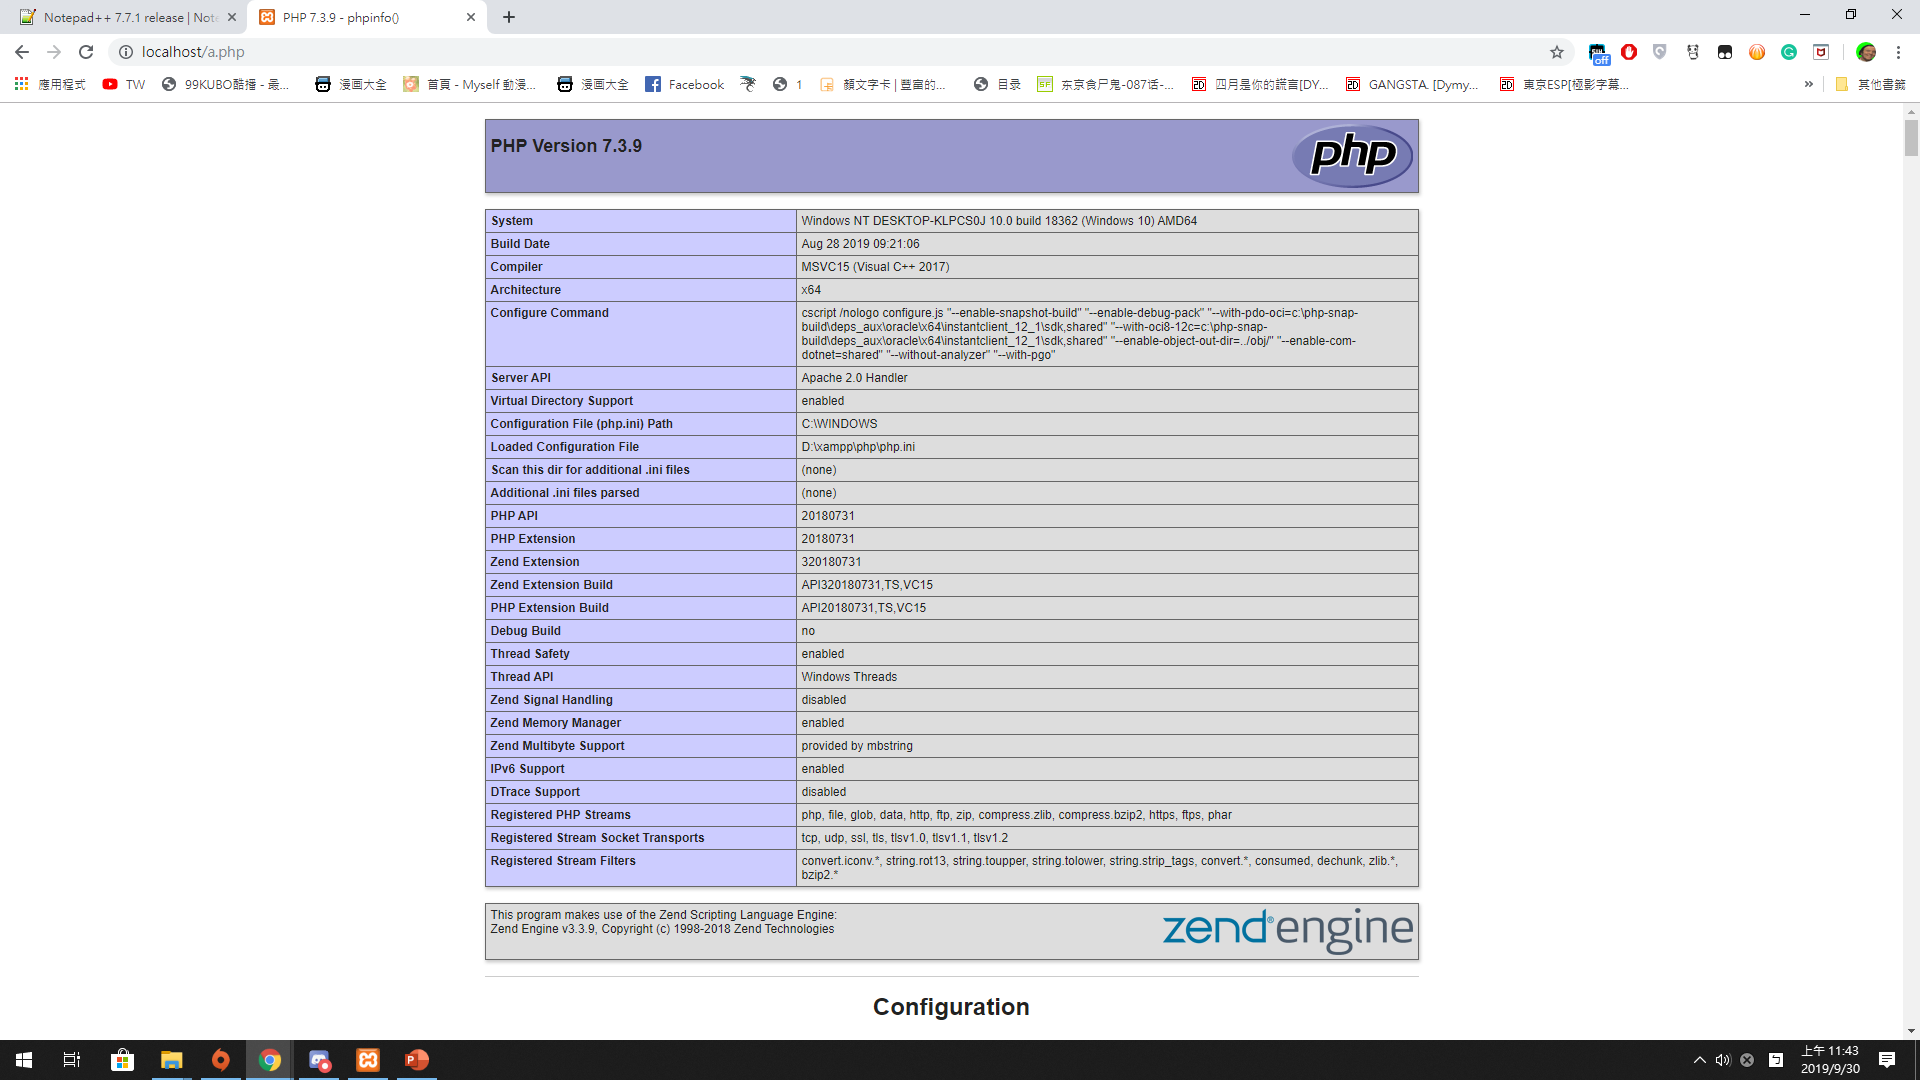 Notepad++ 7.7.1 release | Note
PHP 7.3.9 - phpinfo()
localhost/a.php
off
應用程式
TW
99KUBO酷播 - 最...
漫画大全
首頁 - Myself 動漫...
漫画大全
Facebook
1
顏文字卡 | 豐富的...
目录
SF
东京食尸鬼-087话-...
四月是你的謊言[DY...
GANGSTA. [Dymy...
東京ESP[極影字幕...
»
其他書籤
PHP Version 7.3.9
php
System Windows NT DESKTOP-KLPCS0J 10.0 build 18362 (Windows 10) AMD64
Build Date Aug 28 2019 09:21:06
Compiler MSVC15 (Visual C++ 2017)
Architecture x64
Configure Command cscript /nologo configure.js "--enable-snapshot-build" "--enable-debug-pack" "--with-pdo-oci=c:\php-snap-
build\deps_aux\oracle\x64\instantclient_12_1\sdk,shared" "--with-oci8-12c=c:\php-snap-
build\deps_aux\oracle\x64\instantclient_12_1\sdk,shared" "--enable-object-out-dir=../obj/" "--enable-com-
dotnet=shared" "--without-analyzer" "--with-pgo"
Server API Apache 2.0 Handler
Virtual Directory Support enabled
Configuration File (php.ini) Path C:\WINDOWS
Loaded Configuration File D:\xampp\php\php.ini
Scan this dir for additional .ini files (none)
Additional .ini files parsed (none)
PHP API 20180731
PHP Extension 20180731
Zend Extension 320180731
Zend Extension Build API320180731,TS,VC15
PHP Extension Build API20180731,TS,VC15
Debug Build no
Thread Safety enabled
Thread API Windows Threads
Zend Signal Handling disabled
Zend Memory Manager enabled
Zend Multibyte Support provided by mbstring
IPv6 Support enabled
DTrace Support disabled
Registered PHP Streams php, file, glob, data, http, ftp, zip, compress.zlib, compress.bzip2, https, ftps, phar
Registered Stream Socket Transports tcp, udp, ssl, tls, tlsv1.0, tlsv1.1, tlsv1.2
Registered Stream Filters convert.iconv.*, string.rot13, string.toupper, string.tolower, string.strip_tags, convert.*, consumed, dechunk, zlib.*,
bzip2.*
This program makes use of the Zend Scripting Language Engine:
Zend Engine v3.3.9, Copyright (c) 1998-2018 Zend Technologies
zend®engine
Configuration
上午 11:43
2019/9/30